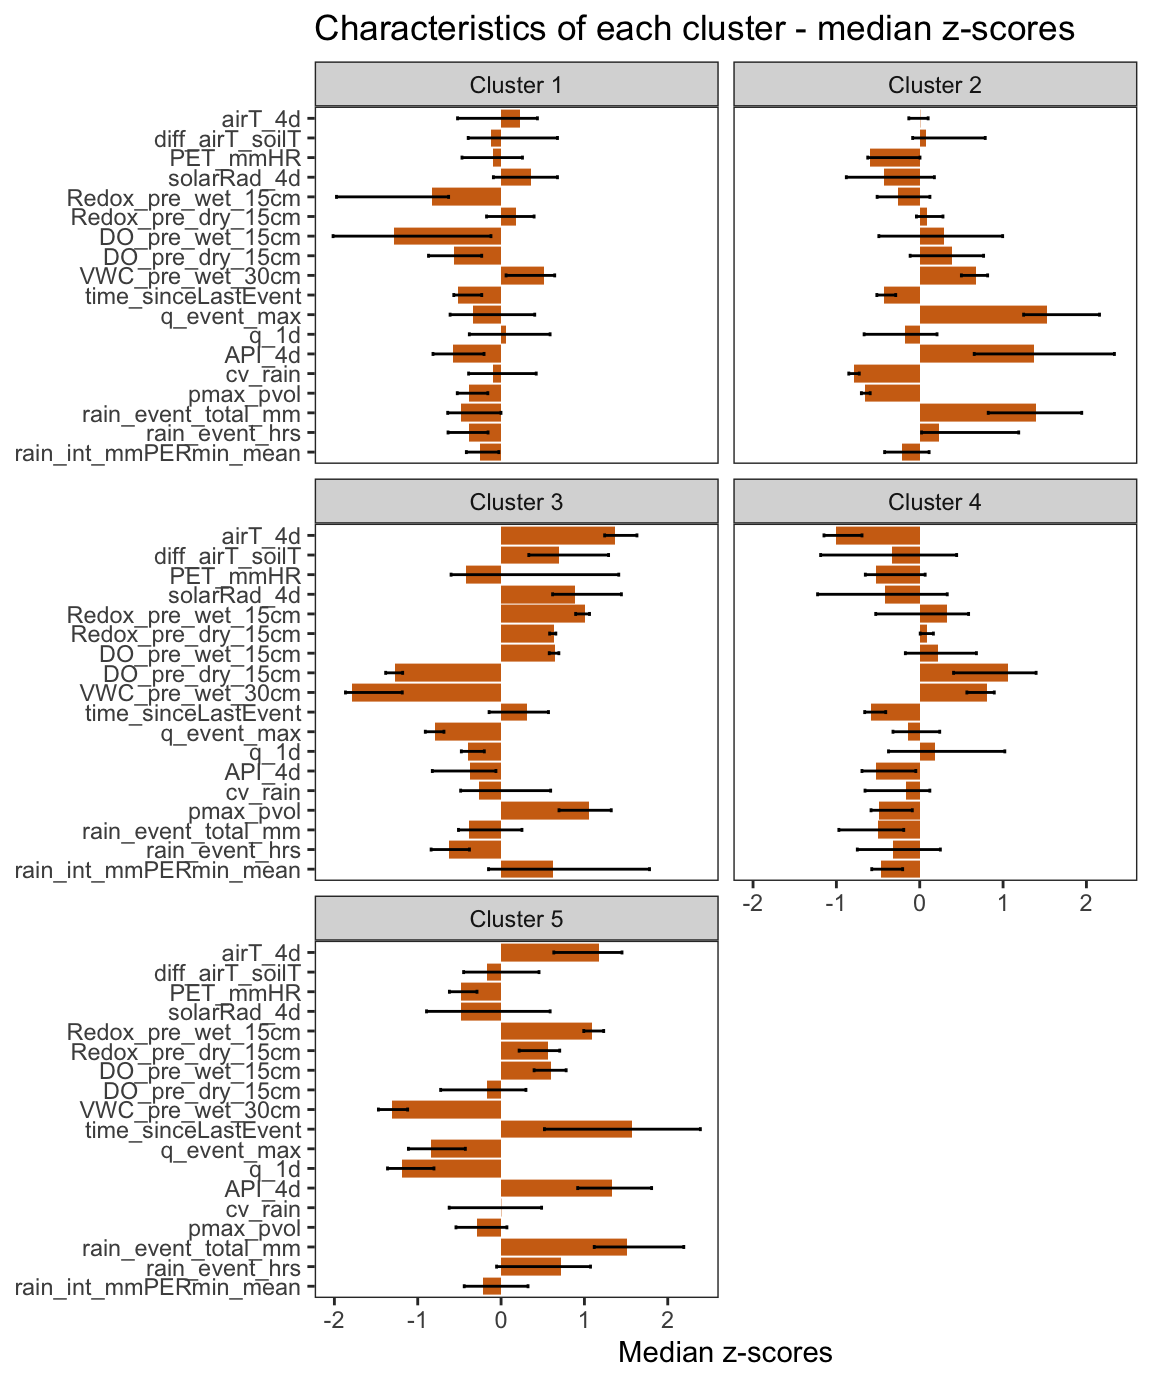 Characteristics of each cluster - median z-scores
Cluster 1
Cluster 2
airT_4d
diff_airT_soilT
PET_mmHR
solarRad_4d
Redox_pre_wet_15cm
Redox_pre_dry_15cm
DO_pre_wet_15cm
DO_pre_dry_15cm
VWC_pre_wet_30cm
time_sinceLastEvent
q_event_max
q_1d
API_4d
cv_rain
pmax_pvol
rain_event_total_mm
rain_event_hrs
rain_int_mmPERmin_mean
Cluster 3
Cluster 4
airT_4d
diff_airT_soilT
PET_mmHR
solarRad_4d
Redox_pre_wet_15cm
Redox_pre_dry_15cm
DO_pre_wet_15cm
DO_pre_dry_15cm
VWC_pre_wet_30cm
time_sinceLastEvent
q_event_max
q_1d
API_4d
cv_rain
pmax_pvol
rain_event_total_mm
rain_event_hrs
rain_int_mmPERmin_mean
-2 -1 0 1 2
Cluster 5
airT_4d
diff_airT_soilT
PET_mmHR
solarRad_4d
Redox_pre_wet_15cm
Redox_pre_dry_15cm
DO_pre_wet_15cm
DO_pre_dry_15cm
VWC_pre_wet_30cm
time_sinceLastEvent
q_event_max
q_1d
API_4d
cv_rain
pmax_pvol
rain_event_total_mm
rain_event_hrs
rain_int_mmPERmin_mean
-2 -1 0 1 2
Median z-scores